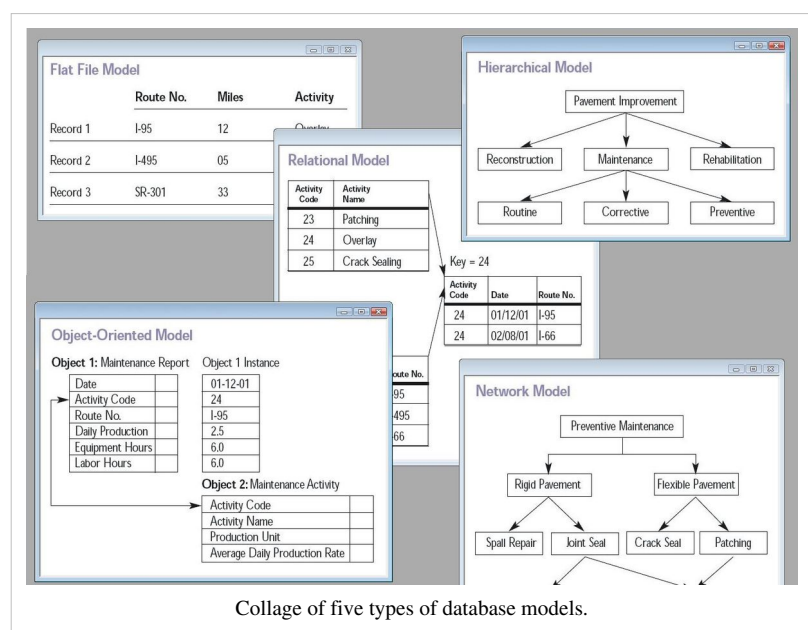 Flat File Model
Route No. Miles Activity
Record 1 I-95 12
Record 2 I-495 05
Record 3 SR-301 33
Hierarchical Model
Pavement Improvement
Reconstruction Maintenance Rehabilitation
Routine Corrective Preventive
Relational Model
Activity Code Activity Name
23 Patching
24 Overlay
25 Crack Sealing
Key = 24
Activity Code Date Route No.
24 01/12/01 I-95
24 02/08/01 I-66
No.
95
495
66
Object-Oriented Model
Object 1: Maintenance Report Object 1 Instance
Date 01-12-01
Activity Code 24
Route No. I-95
Daily Production 2.5
Equipment Hours 6.0
Labor Hours 6.0
Object 2: Maintenance Activity
Activity Code
Activity Name
Production Unit
Average Daily Production Rate
Network Model
Preventive Maintenance
Rigid Pavement Flexible Pavement
Spall Repair Joint Seal Crack Seal Patching
Collage of five types of database models.